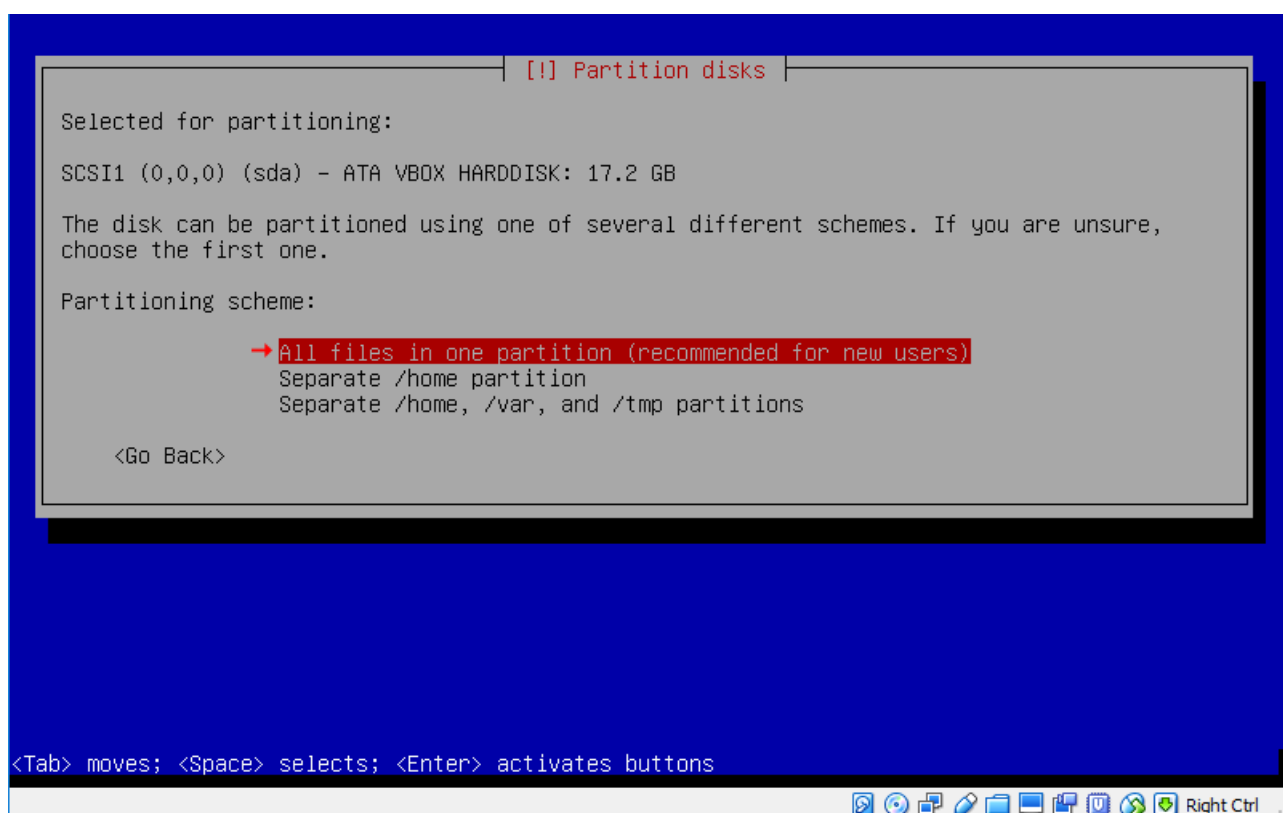 [!] Partition disks
Selected for partitioning:
SCSI1 (0,0,0) (sda) – ATA VBOX HARDDISK: 17.2 GB
The disk can be partitioned using one of several different schemes. If you are unsure,
choose the first one.
Partitioning scheme:
All files in one partition (recommended for new users)
Separate /home partition
Separate /home, /var, and /tmp partitions
<Go Back>
<Tab> moves; <Space> selects; <Enter> activates buttons
Right Ctrl